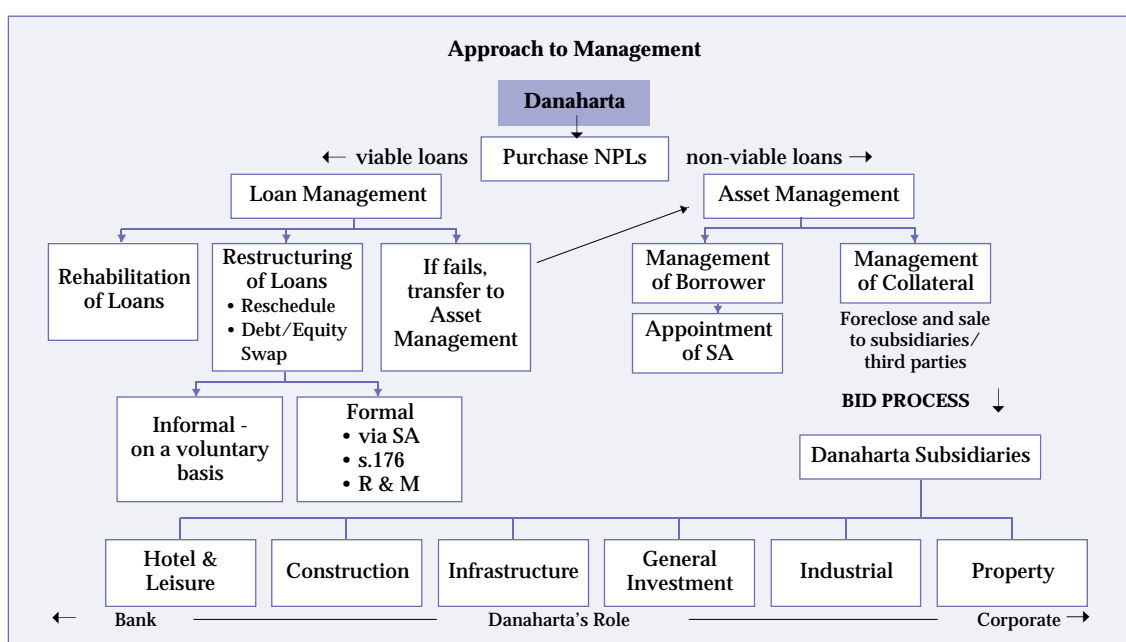 Approach to Management
Danaharta
← viable loans
Purchase NPLs
non-viable loans →
Loan Management
Asset Management
Rehabilitation
of Loans
Restructuring
of Loans
• Reschedule
• Debt/Equity
Swap
If fails,
transfer to
Asset
Management
Management
of Borrower
Management
of Collateral
Appointment
of SA
Foreclose and sale
to subsidiaries/
third parties
BID PROCESS ↓
Informal -
on a voluntary
basis
Formal
• via SA
• s.176
• R & M
Danaharta Subsidiaries
Hotel &
Leisure
Construction
Infrastructure
General
Investment
Industrial
Property
← Bank
Danaharta's Role
Corporate →